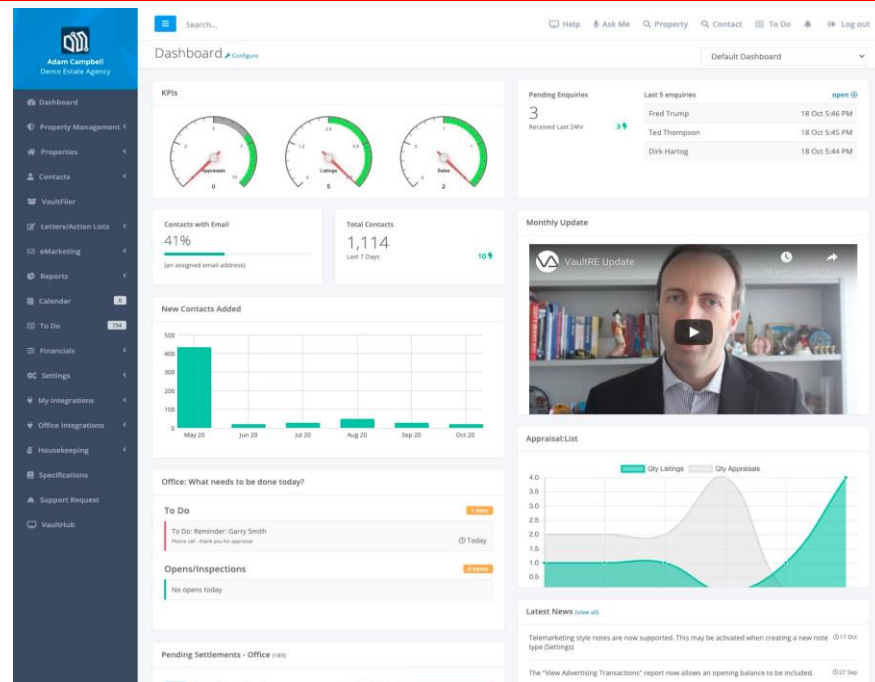 Adam Campbell
Demo Estate Agency
Dashboard
Property Management
Properties
Contacts
VaultFiler
Letters/Action Lists
eMarketing
Reports
Calendar 0
To Do 734
Financials
Settings
My Integrations
Office Integrations
Housekeeping
Specifications
Support Request
VaultHub
Search...
Help Ask Me Property Contact To Do Log out
Dashboard Configure
Default Dashboard
KPIs
Appraisals
0
Listings
5
Sales
2
Contacts with Email
41%
(an assigned email address)
Total Contacts
1,114
Last 7 Days 10
New Contacts Added
500
400
300
200
100
0
May 20 Jun 20 Jul 20 Aug 20 Sep 20 Oct 20
Office: What needs to be done today?
To Do
To Do: Reminder: Garry Smith
Phone call - thank you for appraisal
Today
Opens/Inspections
No opens today
Pending Settlements - Office (189)
Pending Enquiries
3
Received Last 24hr 3
Last 5 enquiries open
Fred Trump 18 Oct 5:46 PM
Ted Thompson 18 Oct 5:45 PM
Dirk Hartog 18 Oct 5:44 PM
Monthly Update
VaultRE Update
Appraisal:List
Qty Listings Qty Appraisals
4.0
3.5
3.0
2.5
2.0
1.5
1.0
0.5
Latest News (view all)
Telemarketing style notes are now supported. This may be activated when creating a new note 17 Oct
type (Settings)
The "View Advertising Transactions" report now allows an opening balance to be included. 27 Sep